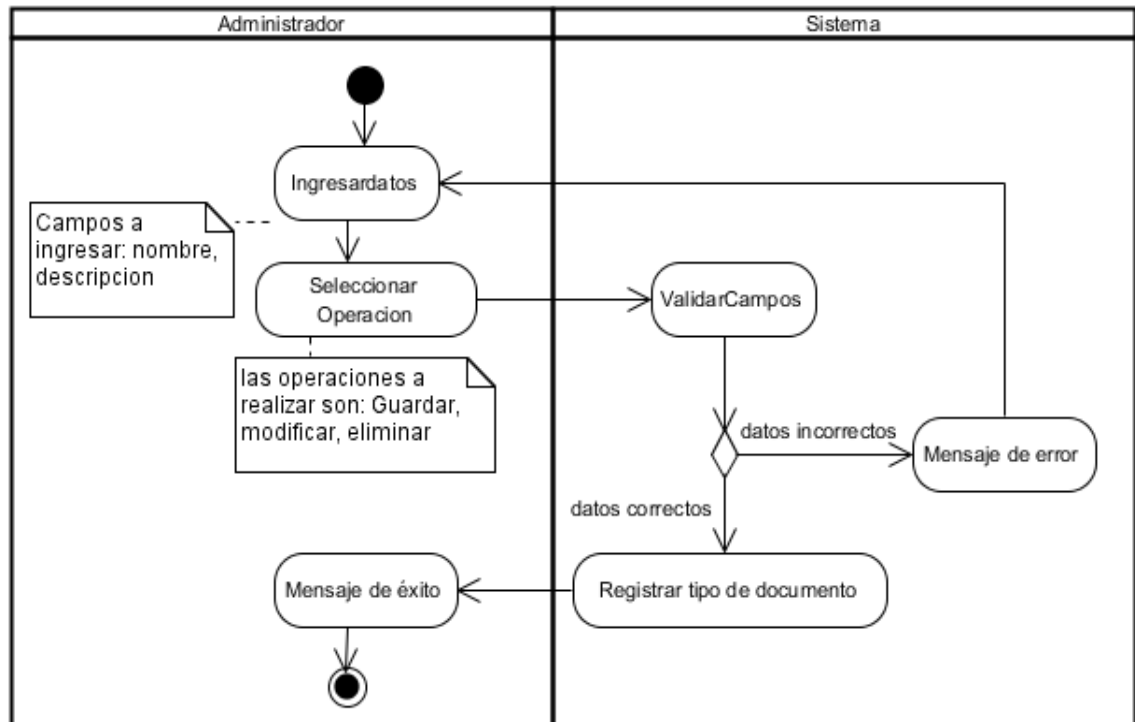 Administrador
Sistema
Ingresardatos
Campos a
ingresar: nombre,
descripcion
Seleccionar
Operacion
ValidarCampos
las operaciones a
realizar son: Guardar,
modificar, eliminar
datos incorrectos
Mensaje de error
datos correctos
Mensaje de éxito
Registrar tipo de documento